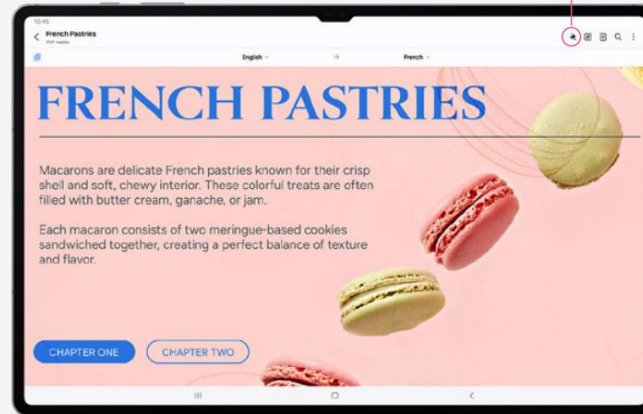 12:45
French Pastries
PDF reader
English
French
FRENCH PASTRIES
Macarons are delicate French pastries known for their crisp
shell and soft, chewy interior. These colorful treats are often
filled with butter cream, ganache, or jam.
Each macaron consists of two meringue-based cookies
sandwiched together, creating a perfect balance of texture
and flavor.
CHAPTER ONE
CHAPTER TWO